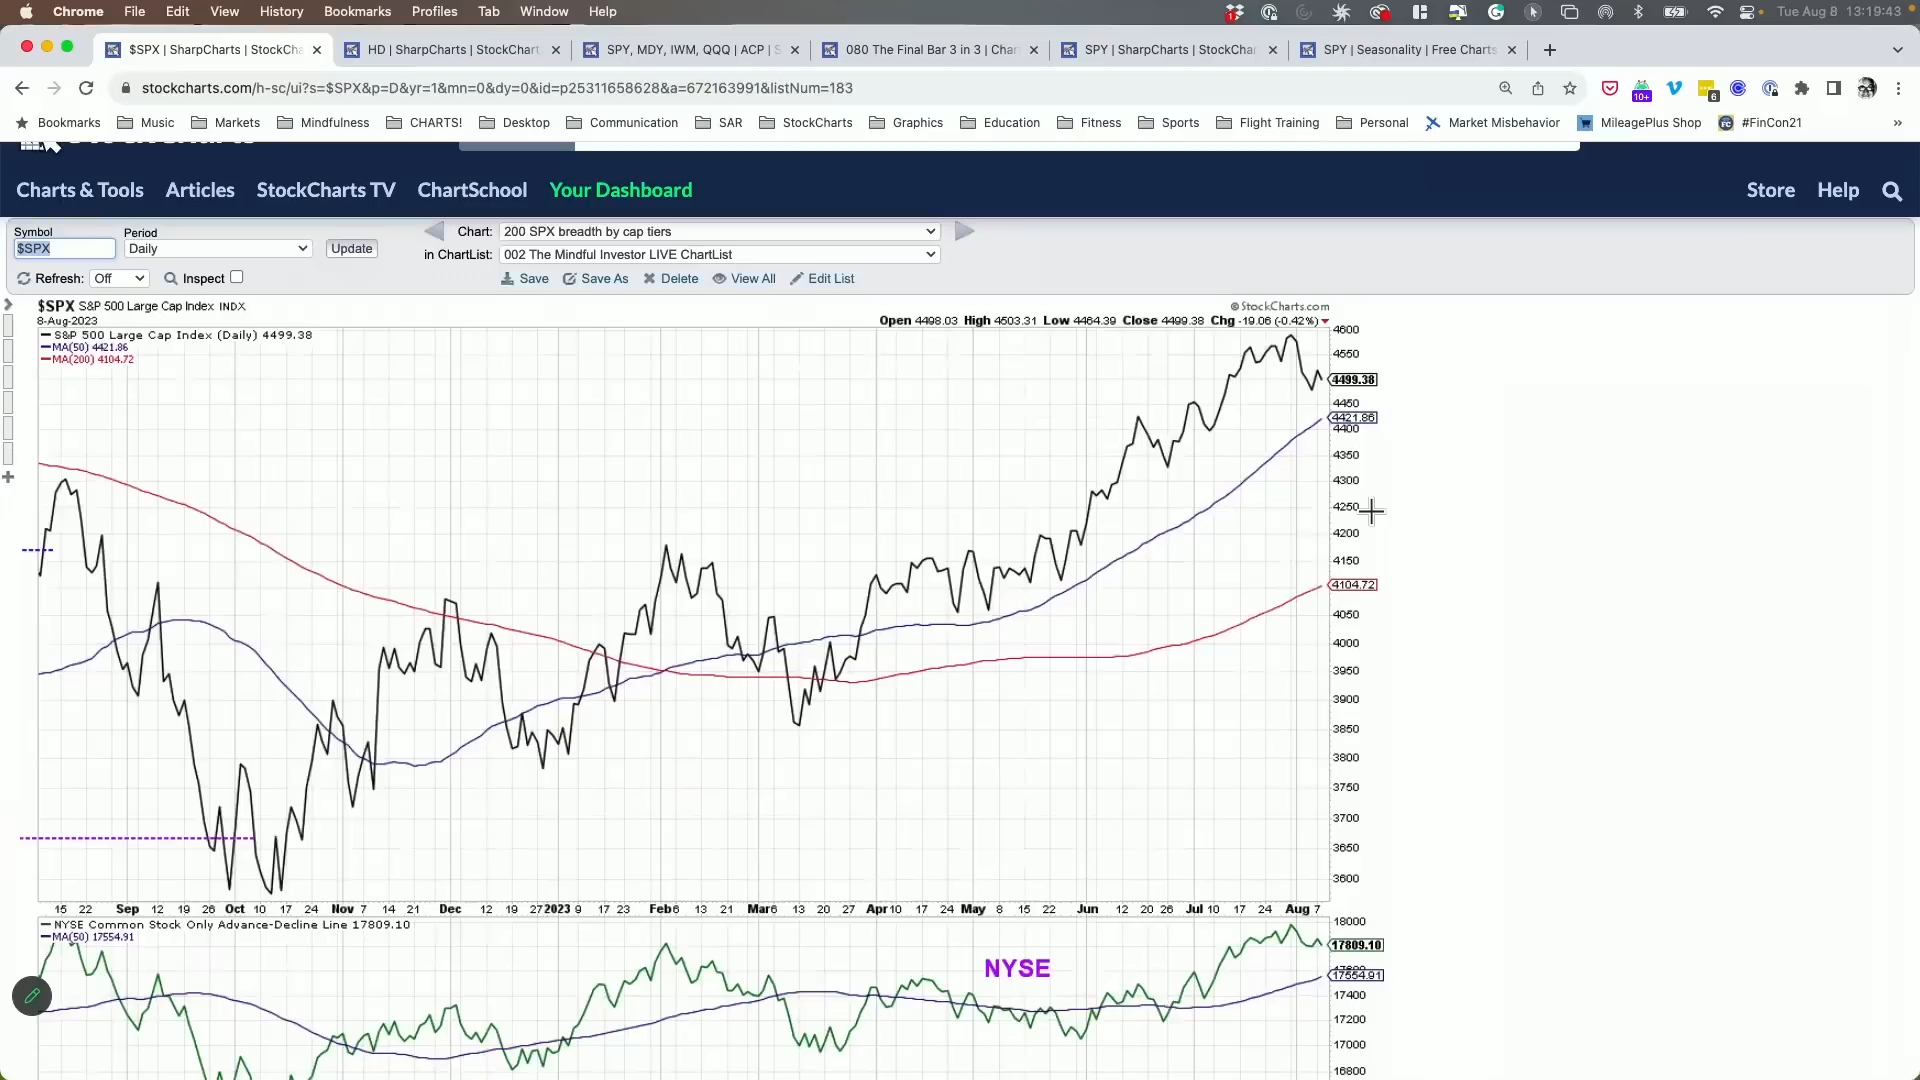 Chrome File Edit View History Bookmarks Profiles Tab Window Help Tue Aug 8 13:19:43
$SPX | SharpCharts | StockCha HD | SharpCharts | StockChart SPY, MDY, IWM, QQQ | ACP | S 080 The Final Bar 3 in 3 | Char SPY | SharpCharts | StockChar SPY | Seasonality | Free Charts
stockcharts.com/h-sc/ui?s=$SPX&p=D&yr=1&mn=0&dy=0&id=p25311658628&a=672163991&listNum=183
10+ 6
Bookmarks Music Markets Mindfulness CHARTS! Desktop Communication SAR StockCharts Graphics Education Fitness Sports Flight Training Personal Market Misbehavior MileagePlus Shop #FinCon21 »
Charts & Tools Articles StockCharts TV ChartSchool Your Dashboard Store Help
Symbol Period Chart: 200 SPX breadth by cap tiers
$SPX Daily Update in ChartList: 002 The Mindful Investor LIVE ChartList
Refresh: Off Inspect Save Save As Delete View All Edit List
$SPX S&P 500 Large Cap Index INDX © StockCharts.com
8-Aug-2023 Open 4498.03 High 4503.31 Low 4464.39 Close 4499.38 Chg -19.06 (-0.42%)
S&P 500 Large Cap Index (Daily) 4499.38
MA(50) 4421.86
MA(200) 4104.72
4600
4550
4499.38
4450
4421.86
4400
4350
4300
4250
4200
4150
4104.72
4050
4000
3950
3900
3850
3800
3750
3700
3650
3600
15 22 Sep 12 19 26 Oct 10 17 24 Nov 7 14 21 Dec 12 19 27 2023 9 17 23 Feb 6 13 21 Mar 6 13 20 27 Apr 10 17 24 May 8 15 22 Jun 12 20 26 Jul 10 17 24 Aug 7
NYSE Common Stock Only Advance-Decline Line 17809.10
MA(50) 17554.91
NYSE
18000
17809.10
17554.91
17400
17200
17000
16800